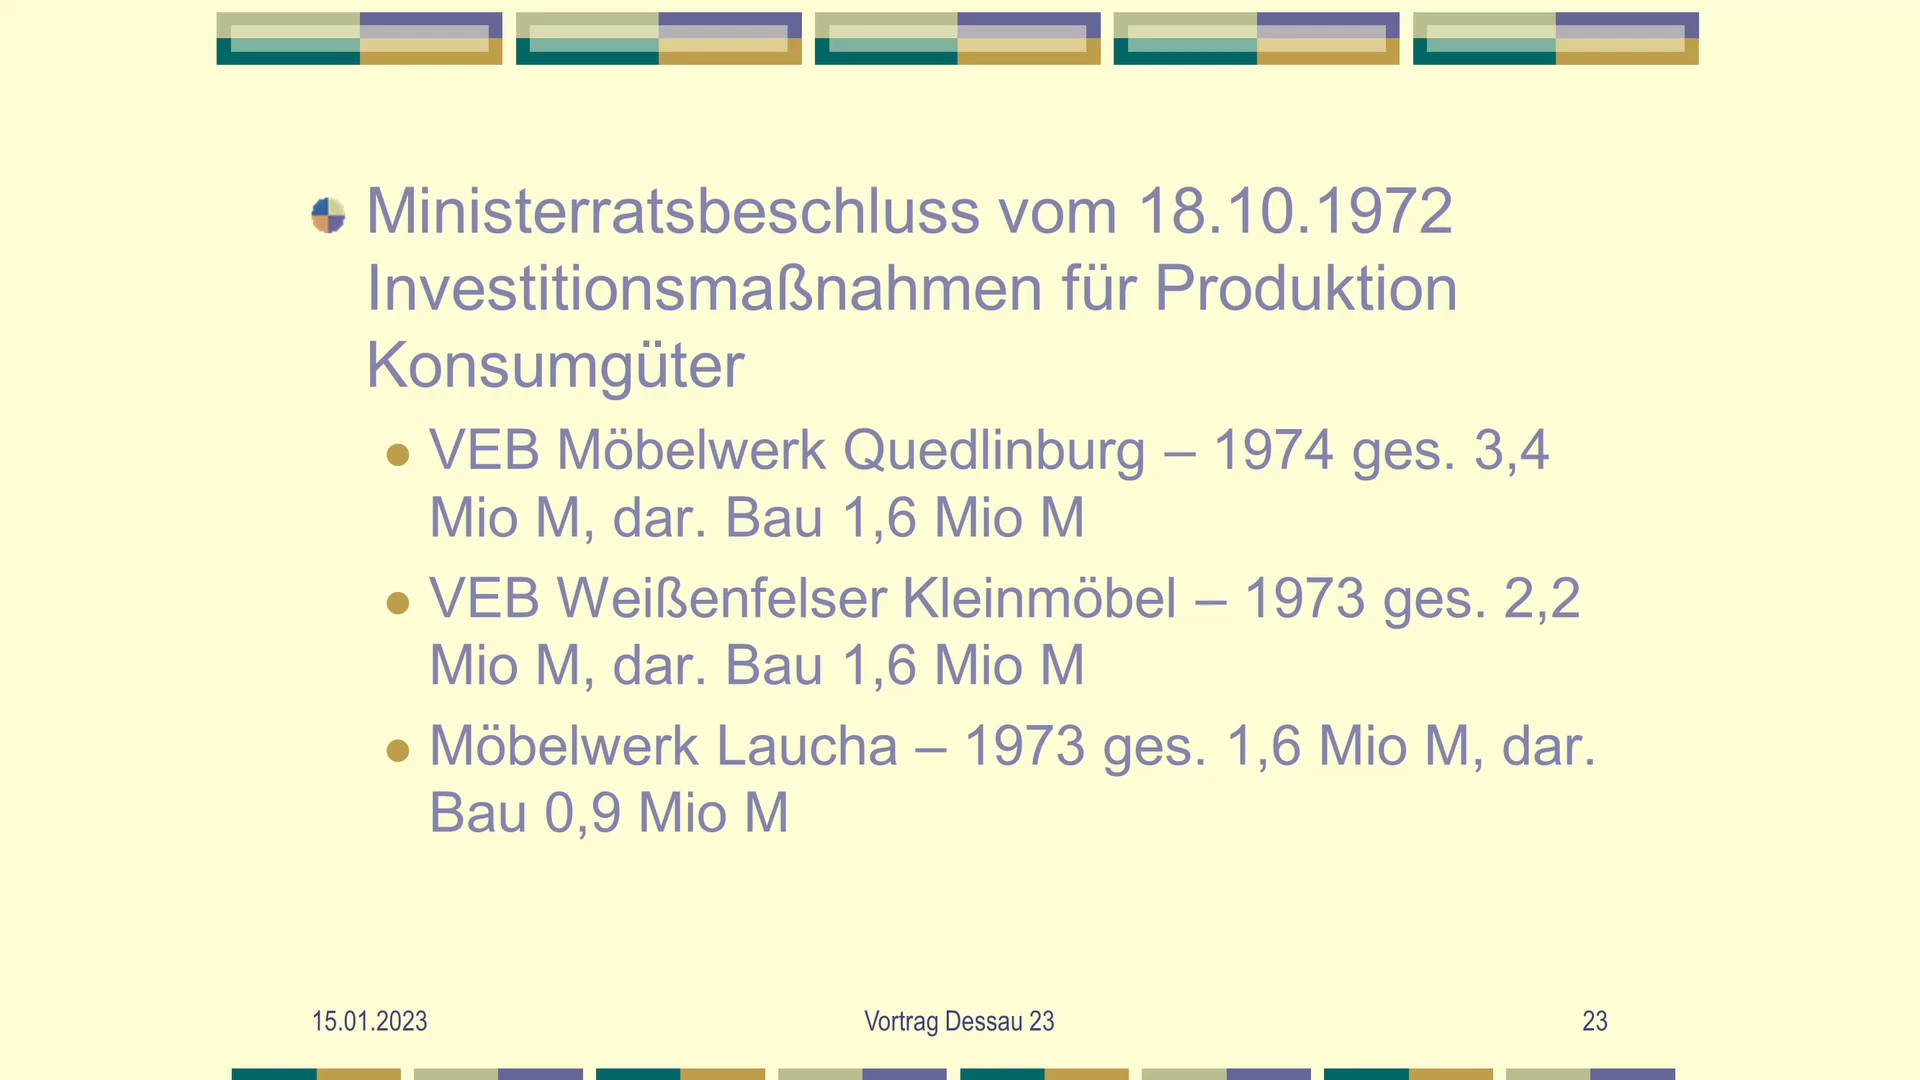 Ministerratsbeschluss vom 18.10.1972
Investitionsmaßnahmen für Produktion
Konsumgüter
VEB Möbelwerk Quedlinburg – 1974 ges. 3,4
Mio M, dar. Bau 1,6 Mio M
VEB Weißenfelser Kleinmöbel – 1973 ges. 2,2
Mio M, dar. Bau 1,6 Mio M
Möbelwerk Laucha – 1973 ges. 1,6 Mio M, dar.
Bau 0,9 Mio M
15.01.2023
Vortrag Dessau 23
23